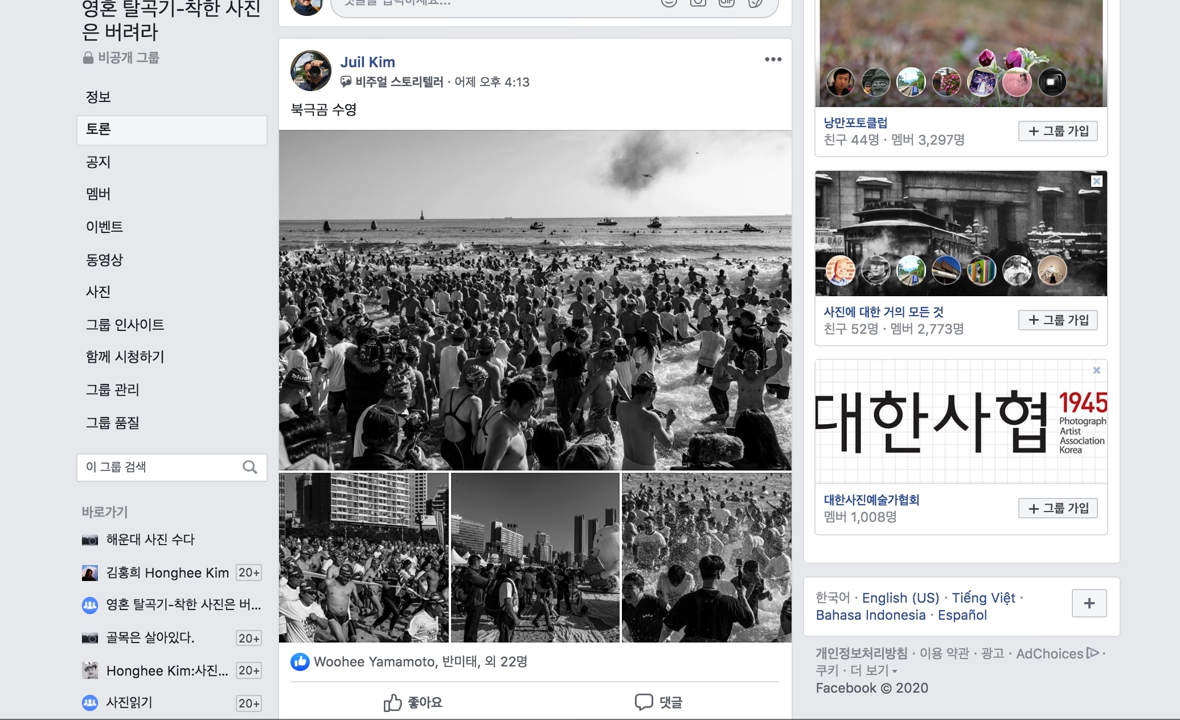 영혼 탈곡기-착한 사진
은 버려라
비공개 그룹
정보
토론
공지
멤버
이벤트
동영상
사진
그룹 인사이트
함께 시청하기
그룹 관리
그룹 품질
이 그룹 검색
바로가기
해운대 사진 수다
김홍희 Honghee Kim 20+
영혼 탈곡기-착한 사진은 버...
골목은 살아있다. 20+
Honghee Kim:사진... 20+
사진읽기 20+
댓글을 입력하세요...
GIF
Juil Kim
비주얼 스토리텔러 · 어제 오후 4:13
북극곰 수영
Woohee Yamamoto, 반미태, 외 22명
좋아요
댓글
낭만포토클럽
친구 44명 · 멤버 3,297명
+ 그룹 가입
사진에 대한 거의 모든 것
친구 52명 · 멤버 2,773명
+ 그룹 가입
대한사협
1945
Photograph
Artist
Association
Korea
대한사진예술가협회
멤버 1,008명
+ 그룹 가입
한국어 · English (US) · Tiếng Việt ·
Bahasa Indonesia · Español
개인정보처리방침 · 이용 약관 · 광고 · AdChoices ·
쿠키 · 더 보기
Facebook © 2020